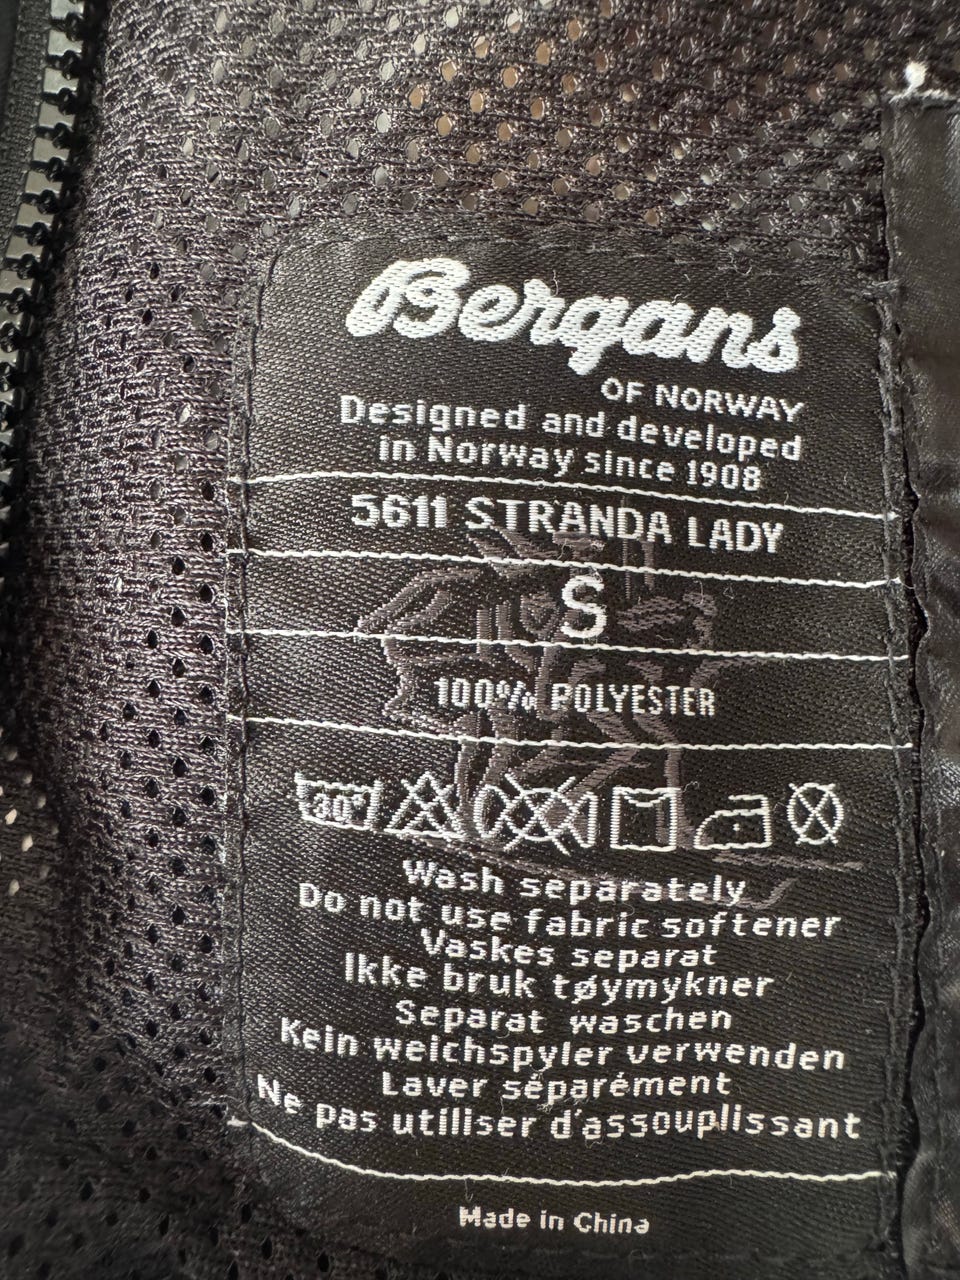 Bergans
OF NORWAY
Designed and developed
in Norway since 1908
5611 STRANDA LADY
S
100% POLYESTER
30°
Wash separately
Do not use fabric softener
Vaskes separat
Ikke bruk tøymykner
Separat waschen
Kein weichspyler verwenden
Laver séparément
Ne pas utiliser d'assouplissant
Made in China